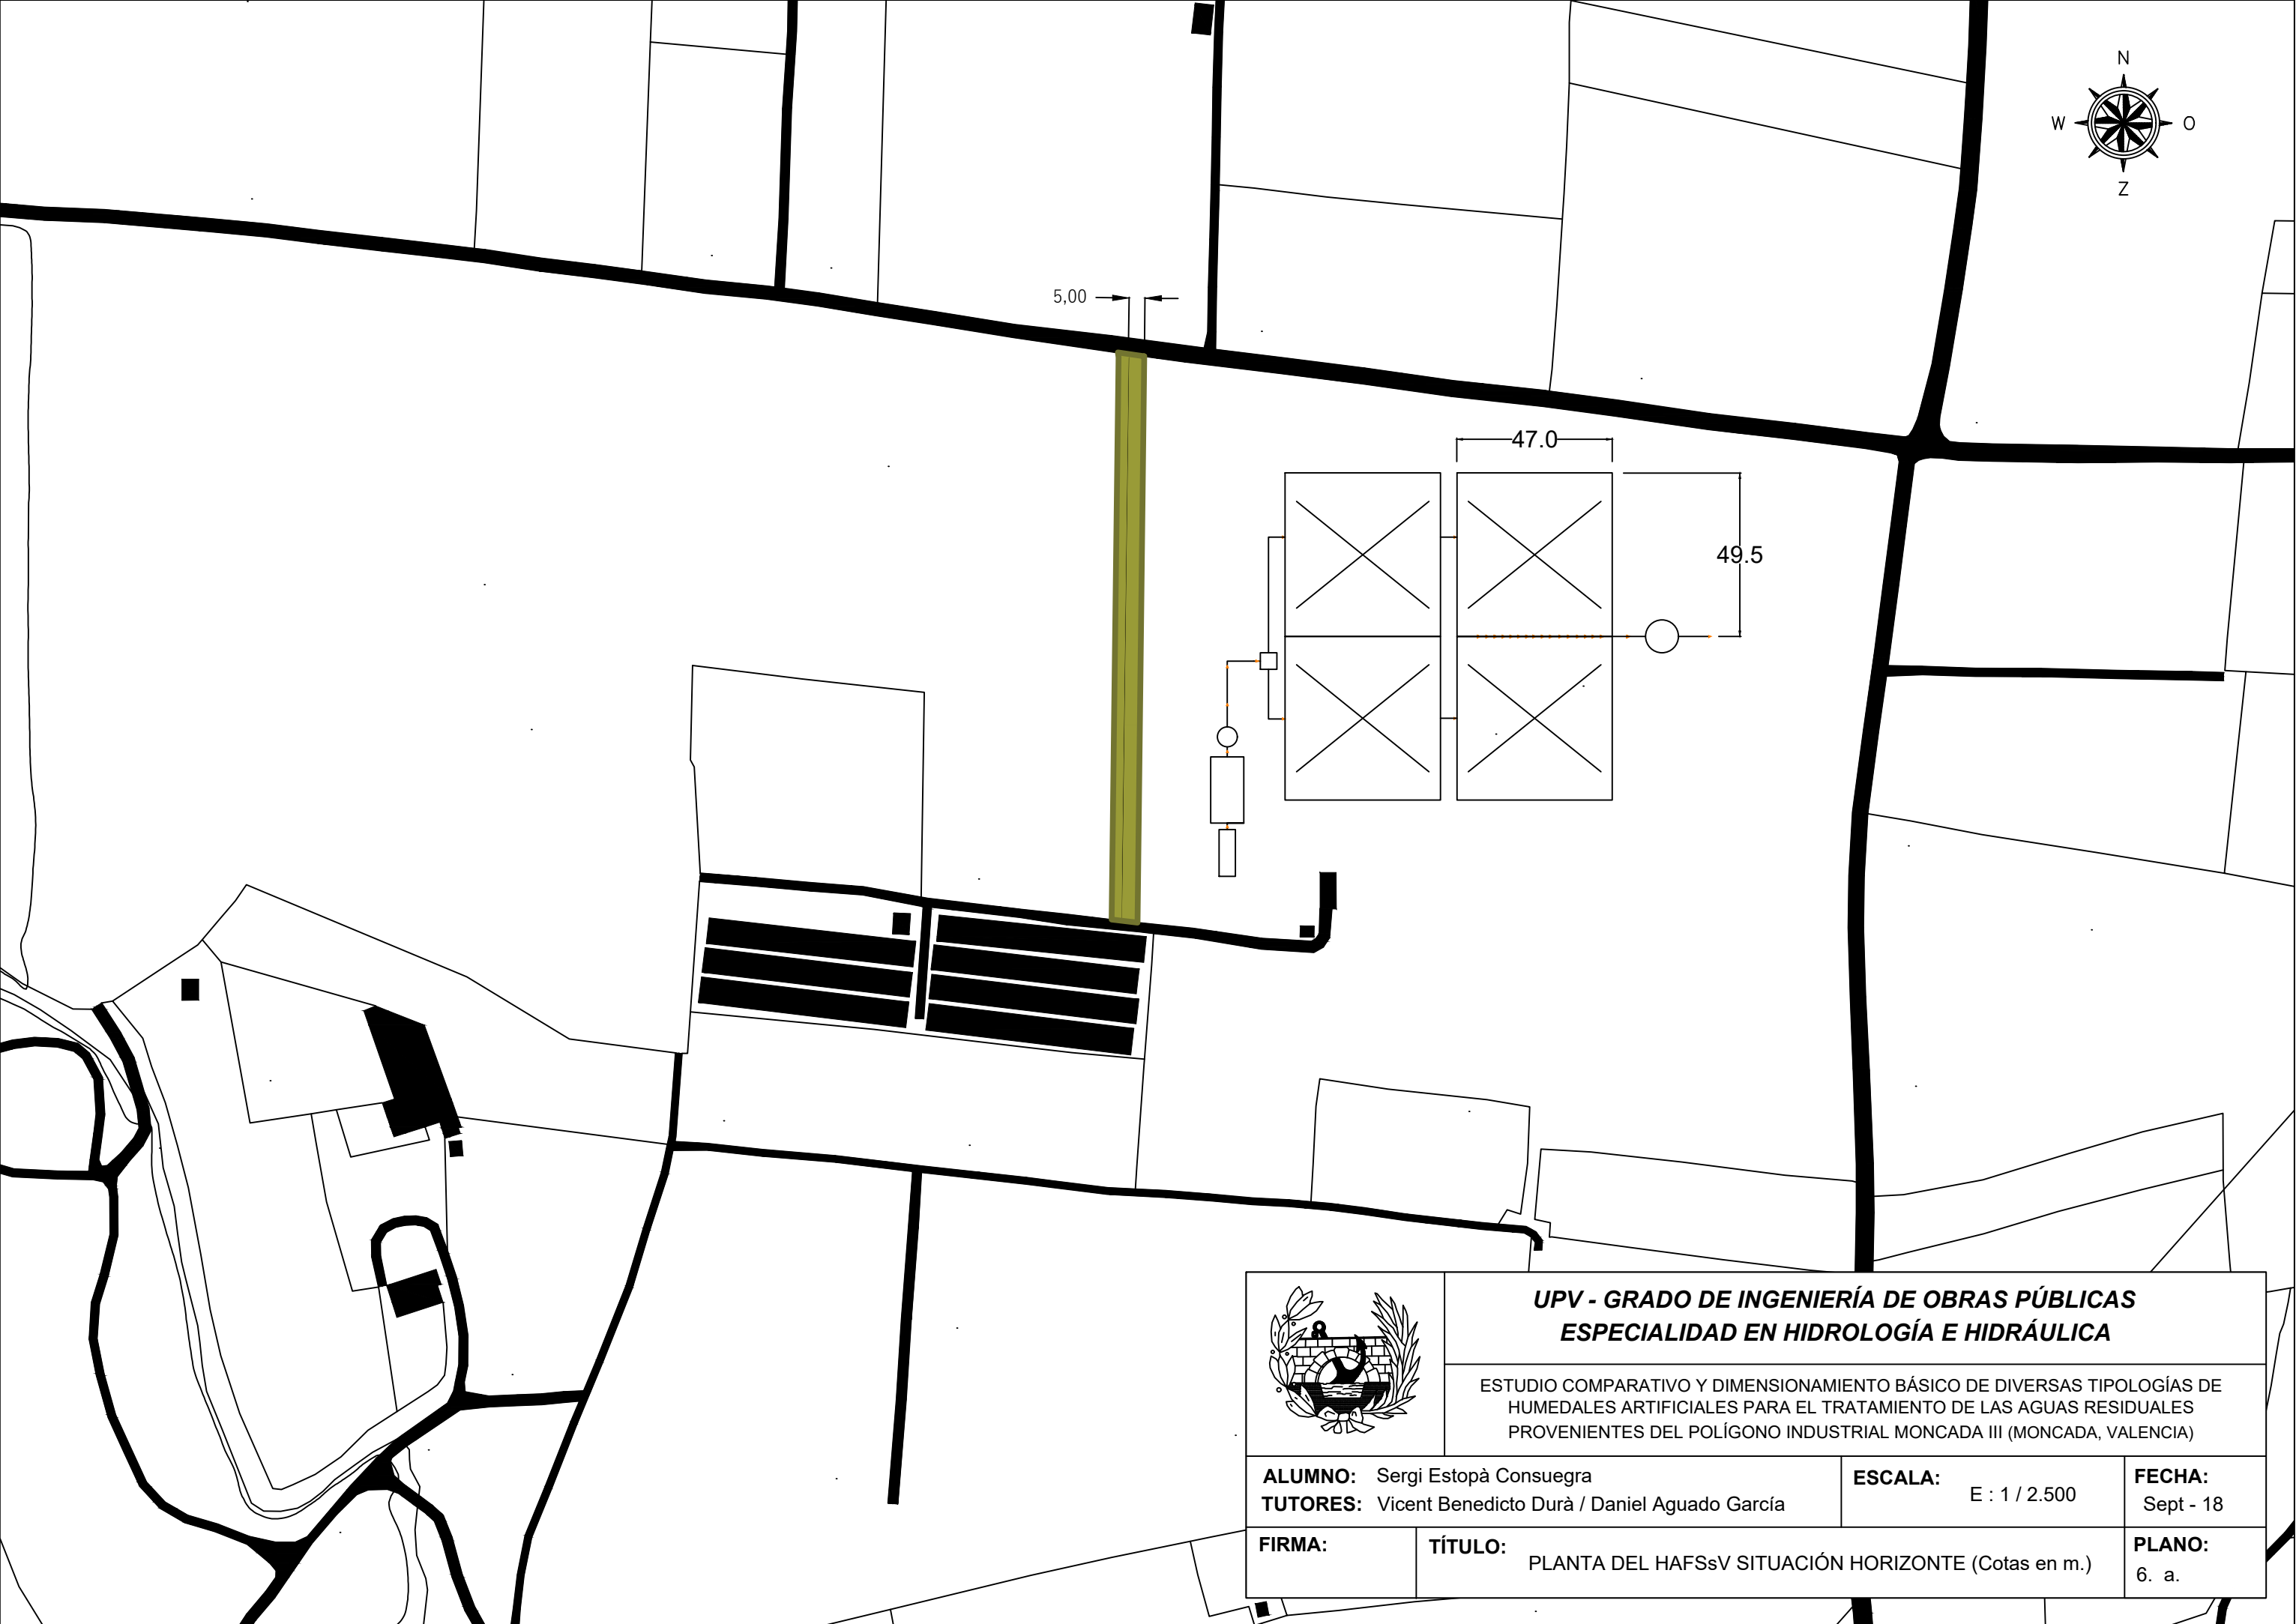 N
W
O
Z
5,00
47.0
49.5
UPV - GRADO DE INGENIERÍA DE OBRAS PÚBLICAS
ESPECIALIDAD EN HIDROLOGÍA E HIDRÁULICA
ESTUDIO COMPARATIVO Y DIMENSIONAMIENTO BÁSICO DE DIVERSAS TIPOLOGÍAS DE
HUMEDALES ARTIFICIALES PARA EL TRATAMIENTO DE LAS AGUAS RESIDUALES
PROVENIENTES DEL POLÍGONO INDUSTRIAL MONCADA III (MONCADA, VALENCIA)
ALUMNO: Sergi Estopà Consuegra
TUTORES: Vicent Benedicto Durà / Daniel Aguado García
ESCALA:
E : 1 / 2.500
FECHA:
Sept - 18
FIRMA:
TÍTULO: PLANTA DEL HAFSsV SITUACIÓN HORIZONTE (Cotas en m.)
PLANO:
6. a.